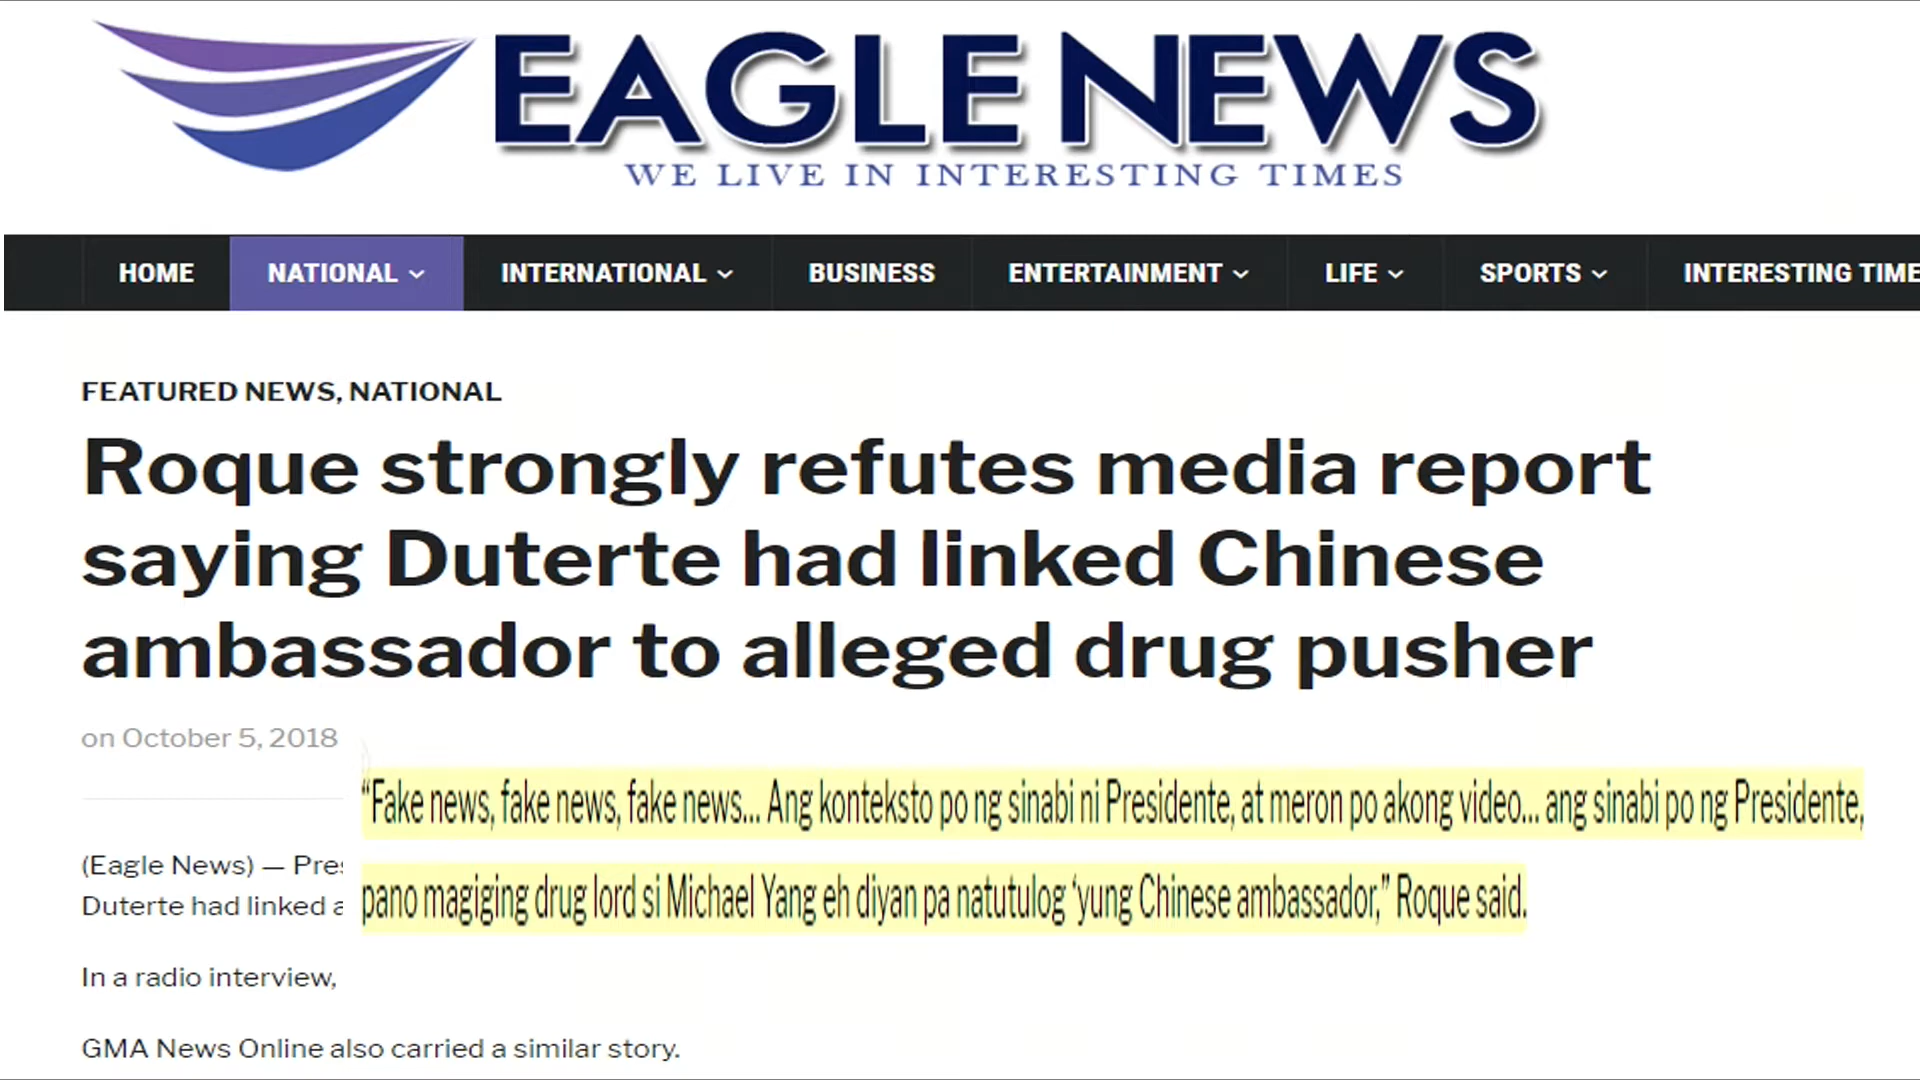 EAGLE NEWS
WE LIVE IN INTERESTING TIMES
HOME NATIONAL INTERNATIONAL BUSINESS ENTERTAINMENT LIFE SPORTS INTERESTING TIME
FEATURED NEWS, NATIONAL
Roque strongly refutes media report
saying Duterte had linked Chinese
ambassador to alleged drug pusher
on October 5, 2018
“Fake news, fake news, fake news... Ang konteksto po ng sinabi ni Presidente, at meron po akong video... ang sinabi po ng Presidente,
pano magiging drug lord si Michael Yang eh diyan pa natutulog ‘yung Chinese ambassador,” Roque said.
(Eagle News) — Pres
Duterte had linked a
In a radio interview,
GMA News Online also carried a similar story.